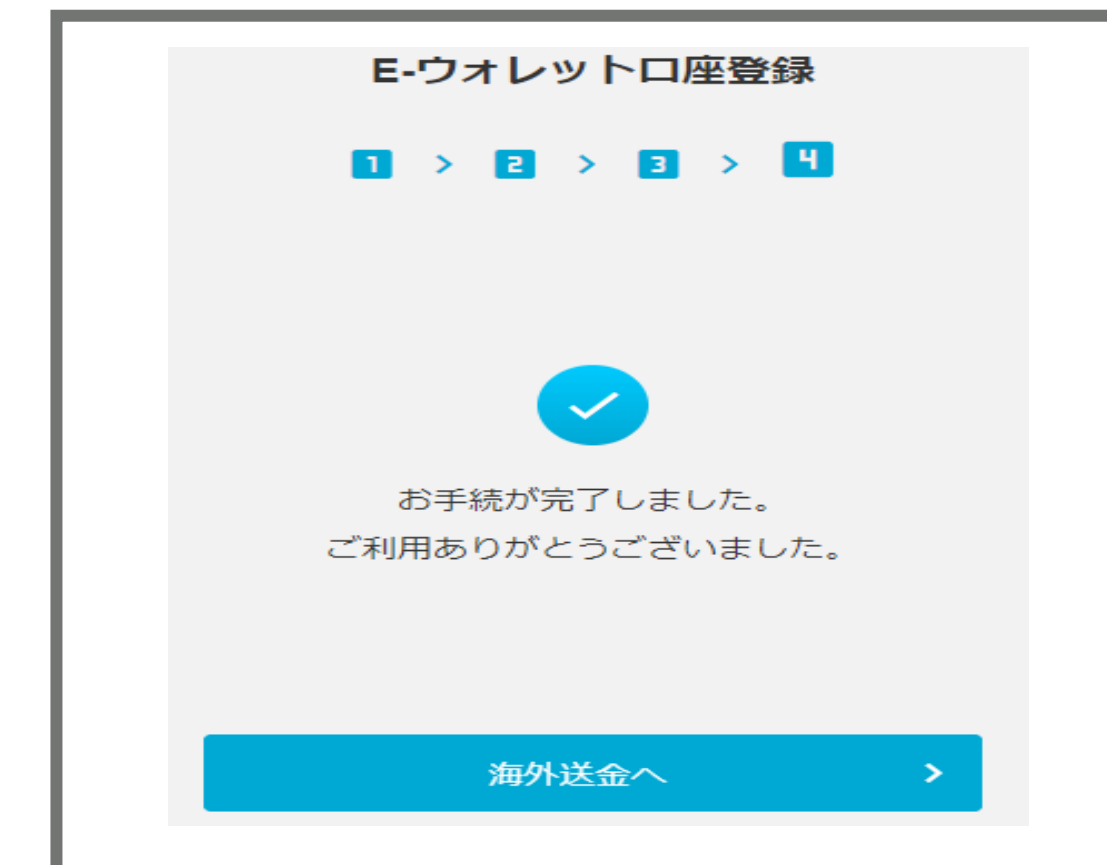 E-ウォレット口座登録
1 > 2 > 3 > 4
お手続が完了しました。
ご利用ありがとうございました。
海外送金へ >